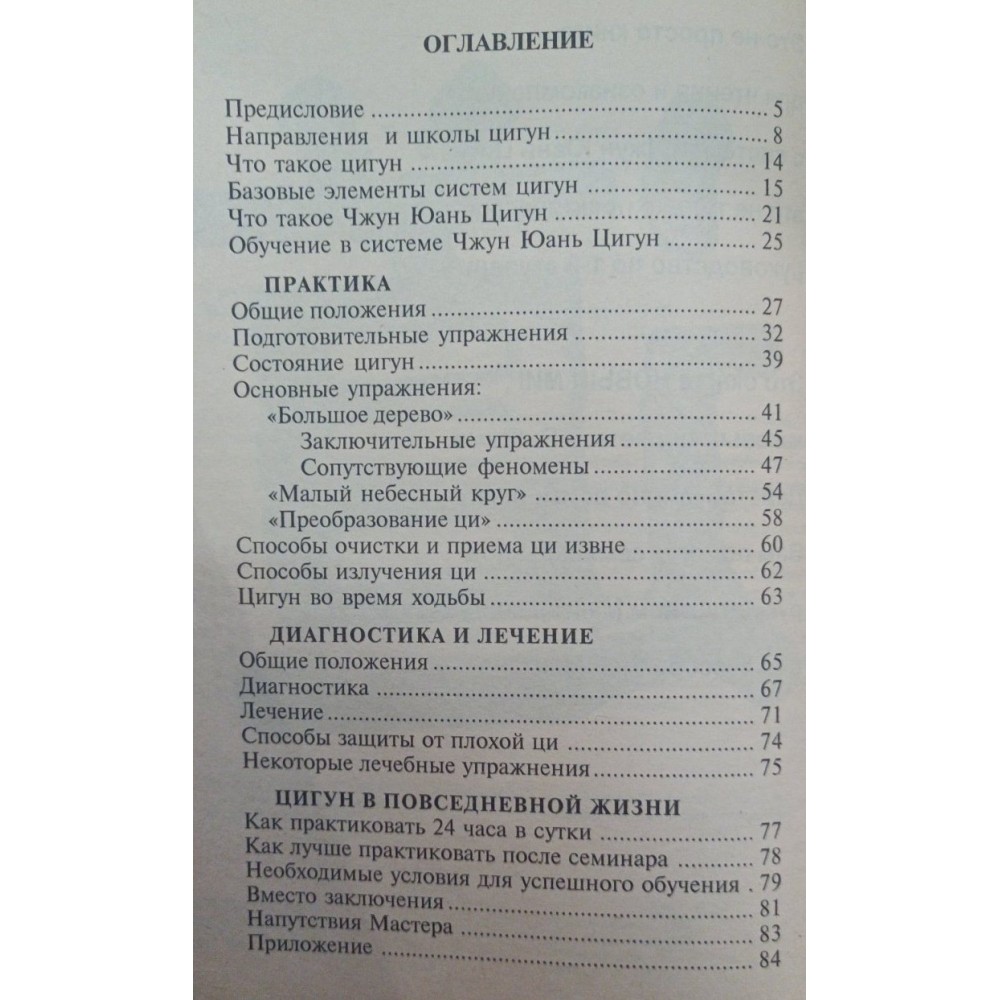 ОГЛАВЛЕНИЕ
Предисловие ........ 5
Направления и школы цигун ........ 8
Что такое цигун ........ 14
Базовые элементы систем цигун ........ 15
Что такое Чжун Юань Цигун ........ 21
Обучение в системе Чжун Юань Цигун ........ 25
ПРАКТИКА
Общие положения ........ 27
Подготовительные упражнения ........ 32
Состояние цигун ........ 39
Основные упражнения:
«Большое дерево» ........ 41
Заключительные упражнения ........ 45
Сопутствующие феномены ........ 47
«Малый небесный круг» ........ 54
«Преобразование ци» ........ 58
Способы очистки и приема ци извне ........ 60
Способы излучения ци ........ 62
Цигун во время ходьбы ........ 63
ДИАГНОСТИКА И ЛЕЧЕНИЕ
Общие положения ........ 65
Диагностика ........ 67
Лечение ........ 71
Способы защиты от плохой ци ........ 74
Некоторые лечебные упражнения ........ 75
ЦИГУН В ПОВСЕДНЕВНОЙ ЖИЗНИ
Как практиковать 24 часа в сутки ........ 77
Как лучше практиковать после семинара ........ 78
Необходимые условия для успешного обучения . 79
Вместо заключения ........ 81
Напутствия Мастера ........ 83
Приложение ........ 84